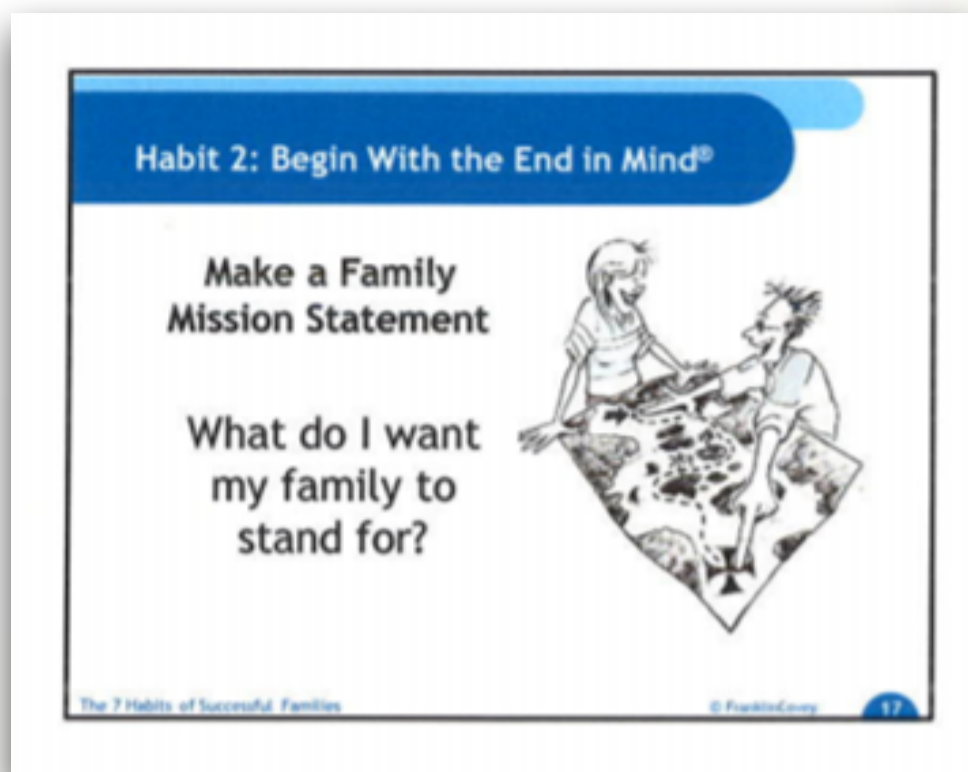 Habit 2: Begin With the End in Mind®
Make a Family
Mission Statement
What do I want
my family to
stand for?
The 7 Habits of Successful Families
© FranklinCovey
17